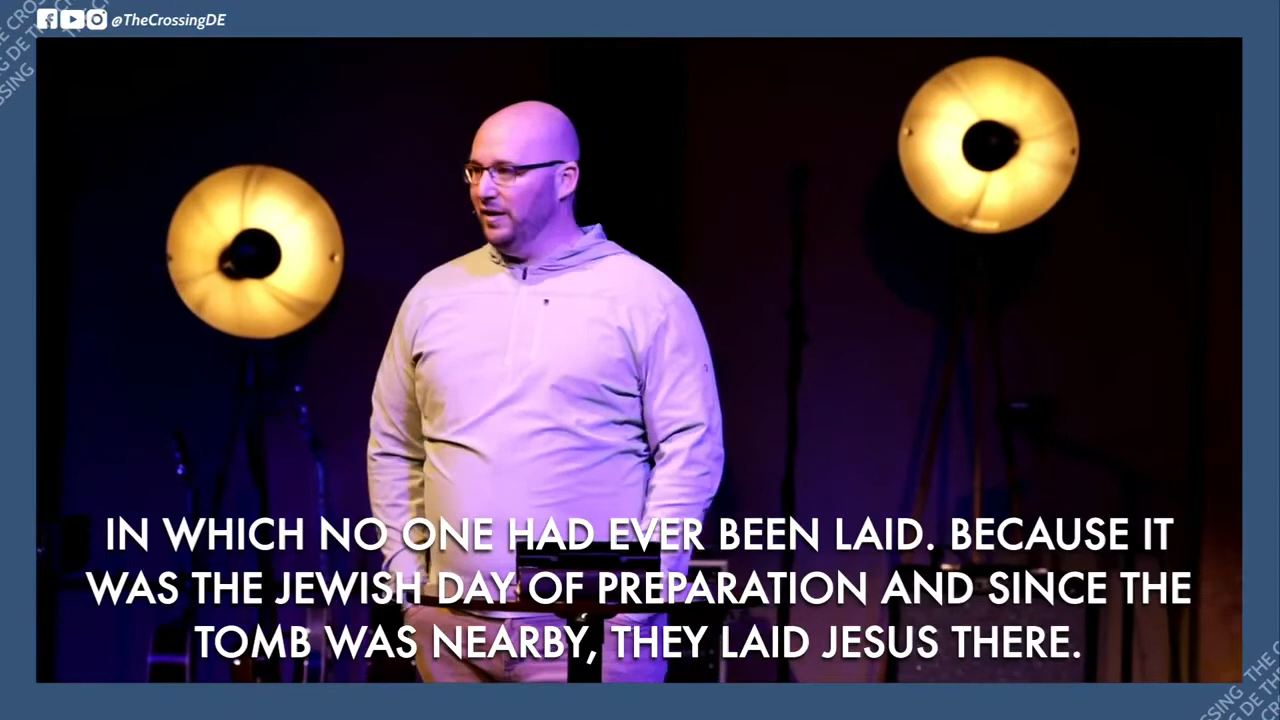 @TheCrossingDE
IN WHICH NO ONE HAD EVER BEEN LAID. BECAUSE IT
WAS THE JEWISH DAY OF PREPARATION AND SINCE THE
TOMB WAS NEARBY, THEY LAID JESUS THERE.